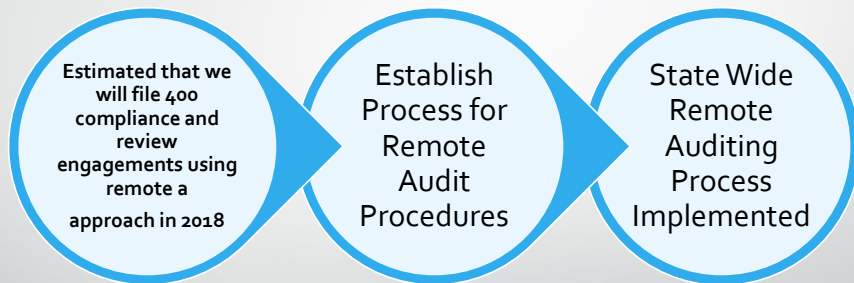 Estimated that we
will file 400
compliance and
review
engagements using
remote a
approach in 2018
Establish
Process for
Remote
Audit
Procedures
State Wide
Remote
Auditing
Process
Implemented